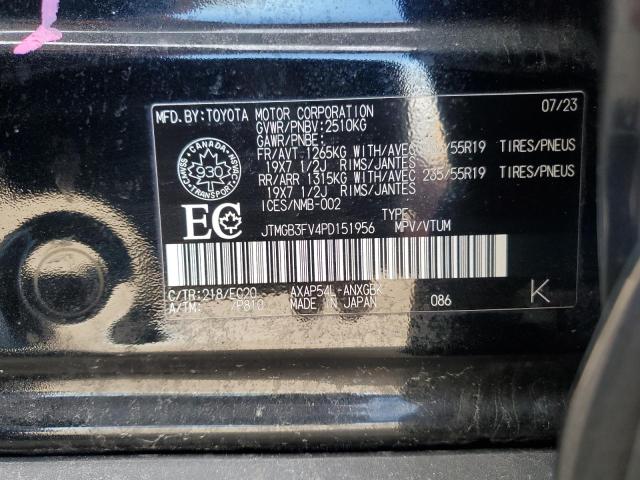 MFD.BY:TOYOTA MOTOR CORPORATION 07/23
GVWR/PNBV:2510KG
GAWR/PNBE:
FR/AVT 1265KG WITH/AVEC /55R19 TIRES/PNEUS
19X7 1/2J RIMS/JANTES
RR/ARR 1315KG WITH/AVEC 235/55R19 TIRES/PNEUS
19X7 1/2J RIMS/JANTES
ICES/NMB-002
CANADA
930
TRANSPORT
EC
TYPE
JTMGB3FV4PD151956 MPV/VTUM
C/TR:218/EC20 AXAP54L-ANXGBK
A/TM: /P810 MADE IN JAPAN 086 K